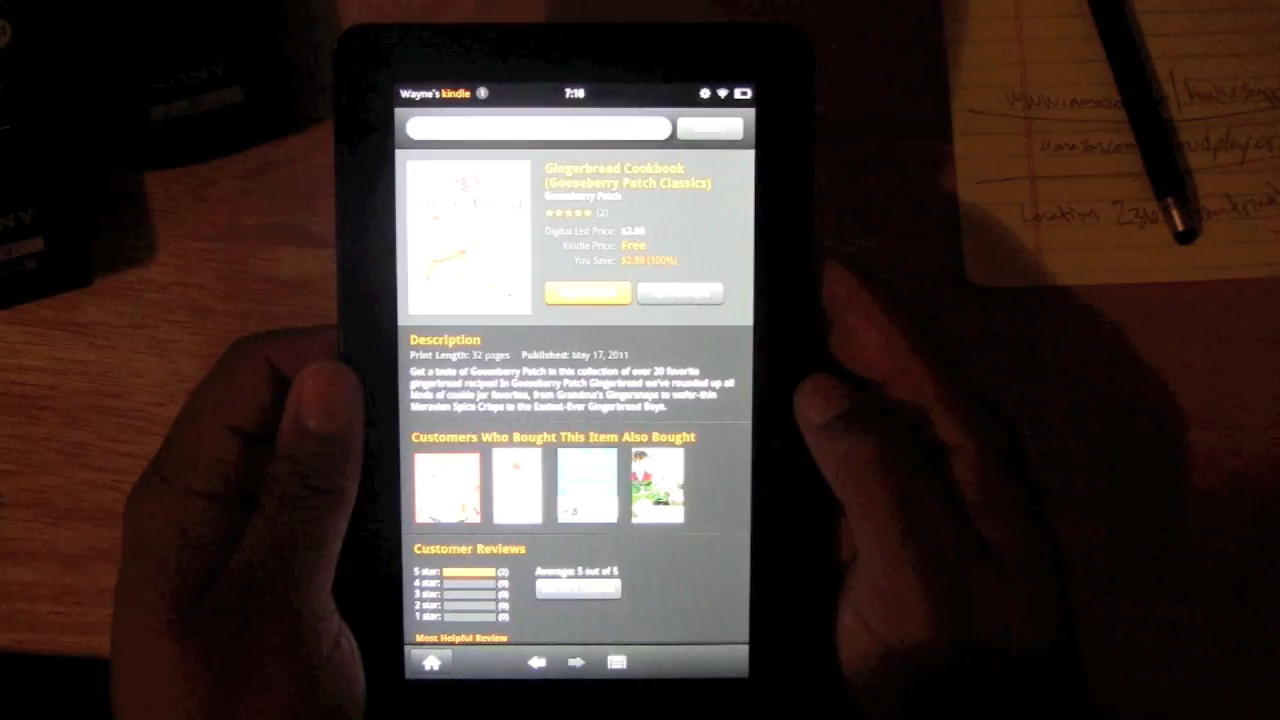 Wayne's kindle 1
7:16
Gingerbread Cookbook
(Gooseberry Patch Classics)
Gooseberry Patch
(2)
Digital List Price:
Kindle Price: Free
You Save: $2.99 (100%)
Description
Print Length: 32 pages Published: May 17, 2011
Get a taste of Gooseberry Patch in this collection of over 20 favorite
gingerbread recipes! In Gooseberry Patch Gingerbread we've rounded up all
kinds of cookie jar favorites, from Grandma's Gingersnaps to wafer-thin
Moravian Spice Crisps to the Easiest-Ever Gingerbread Boys.
Customers Who Bought This Item Also Bought
Customer Reviews
5 star: (2)
4 star: (0)
3 star: (0)
2 star: (0)
1 star: (0)
Average: 5 out of 5
Most Helpful Review
SONY
Location